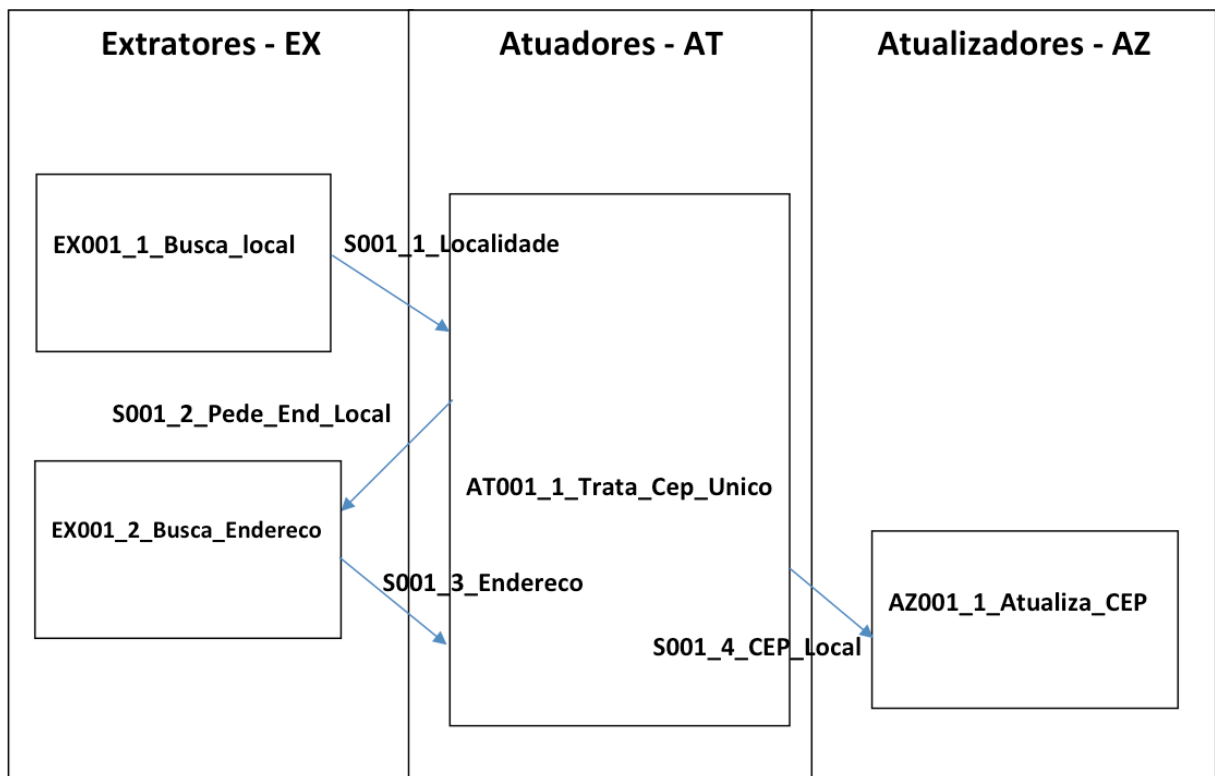 Extratores - EX
Atuadores - AT
Atualizadores - AZ
EX001_1_Busca_local
S001_1_Localidade
S001_2_Pede_End_Local
AT001_1_Trata_Cep_Unico
EX001_2_Busca_Endereco
S001_3_Endereco
AZ001_1_Atualiza_CEP
S001_4_CEP_Local